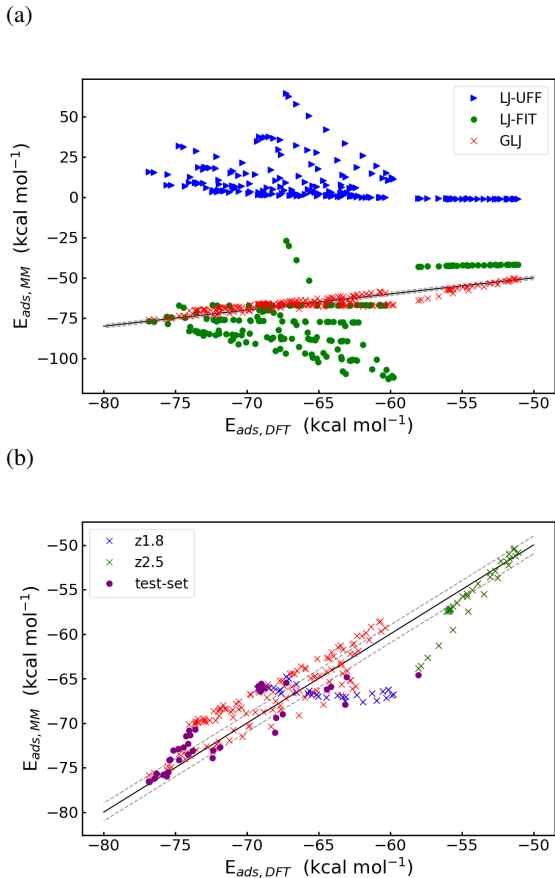 (a)
50
25
0
−25
−50
−75
−100
E_ads,MM (kcal mol⁻¹)
LJ-UFF
LJ-FIT
GLJ
−80 −75 −70 −65 −60 −55 −50
E_ads,DFT (kcal mol⁻¹)
(b)
−50
−55
−60
−65
−70
−75
−80
E_ads,MM (kcal mol⁻¹)
z1.8
z2.5
test-set
−80 −75 −70 −65 −60 −55 −50
E_ads,DFT (kcal mol⁻¹)